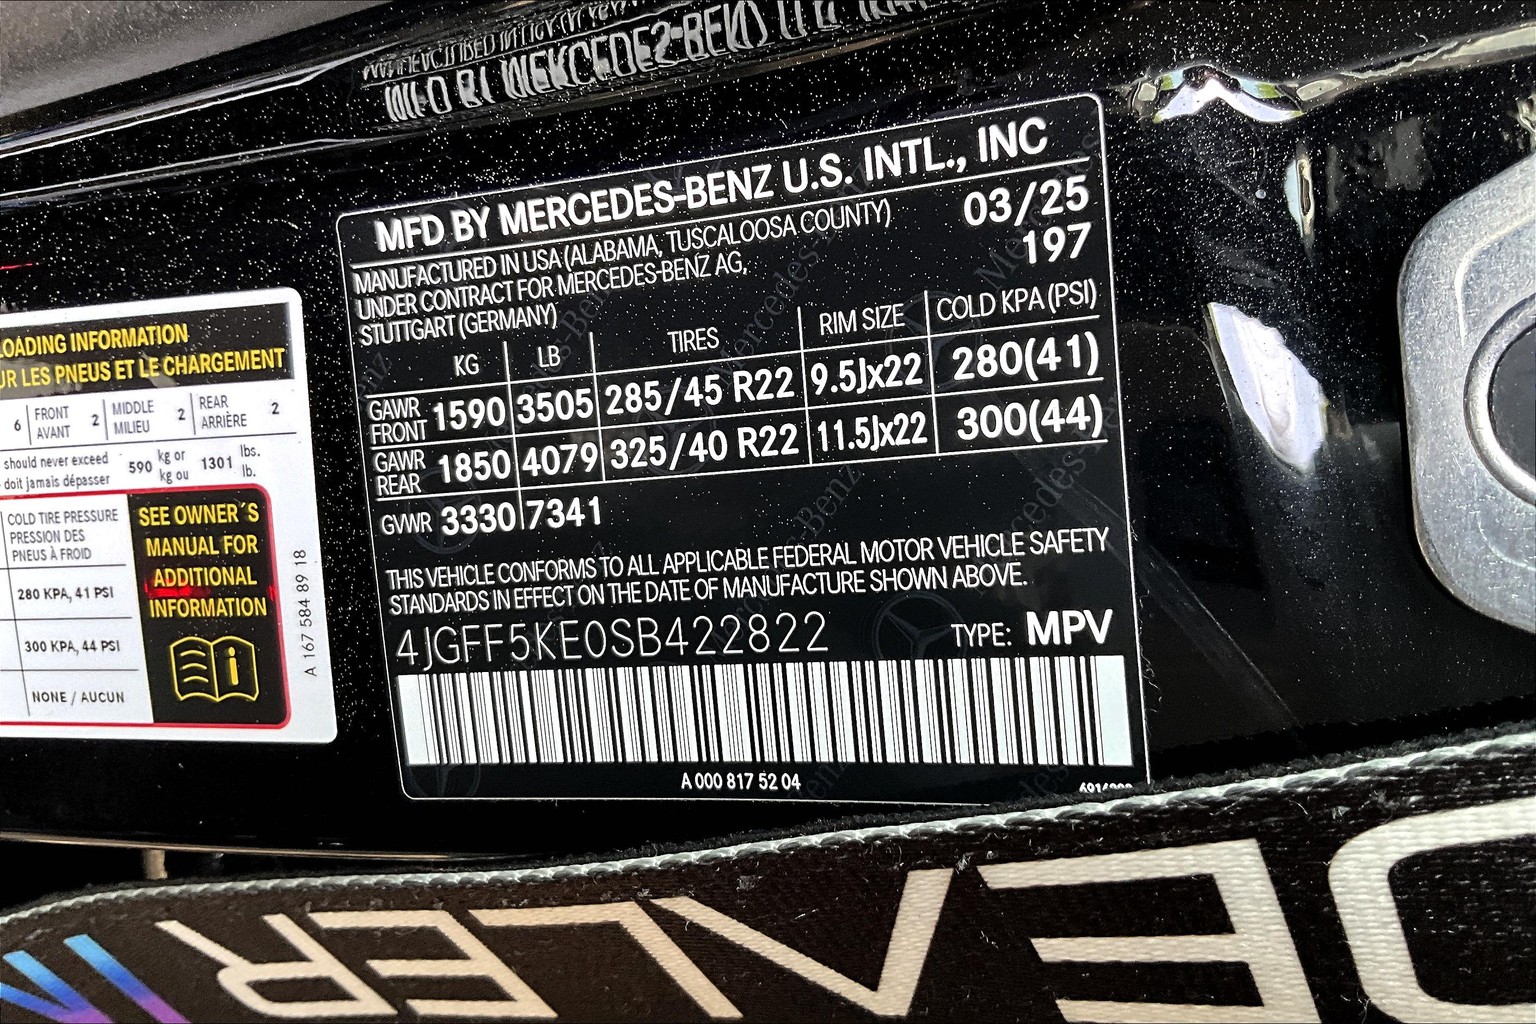 MFD BY MERCEDES-BENZ U.S. INTL., INC
MANUFACTURED IN USA (ALABAMA, TUSCALOOSA COUNTY)
UNDER CONTRACT FOR MERCEDES-BENZ AG,
STUTTGART (GERMANY)
03/25
197
KG LB TIRES RIM SIZE COLD KPA (PSI)
GAWR FRONT 1590 3505 285/45 R22 9.5Jx22 280(41)
GAWR REAR 1850 4079 325/40 R22 11.5Jx22 300(44)
GVWR 3330 7341
THIS VEHICLE CONFORMS TO ALL APPLICABLE FEDERAL MOTOR VEHICLE SAFETY
STANDARDS IN EFFECT ON THE DATE OF MANUFACTURE SHOWN ABOVE.
4JGFF5KE0SB422822 TYPE: MPV
A 000 817 52 04
LOADING INFORMATION
UR LES PNEUS ET LE CHARGEMENT
6 FRONT 2 MIDDLE 2 REAR 2
AVANT MILIEU ARRIÈRE
should never exceed 590 kg or 1301 lbs.
doit jamais dépasser kg ou lb.
COLD TIRE PRESSURE
PRESSION DES
PNEUS À FROID
280 KPA, 41 PSI
300 KPA, 44 PSI
NONE / AUCUN
SEE OWNER´S
MANUAL FOR
ADDITIONAL
INFORMATION
A 167 584 89 18
DEALER